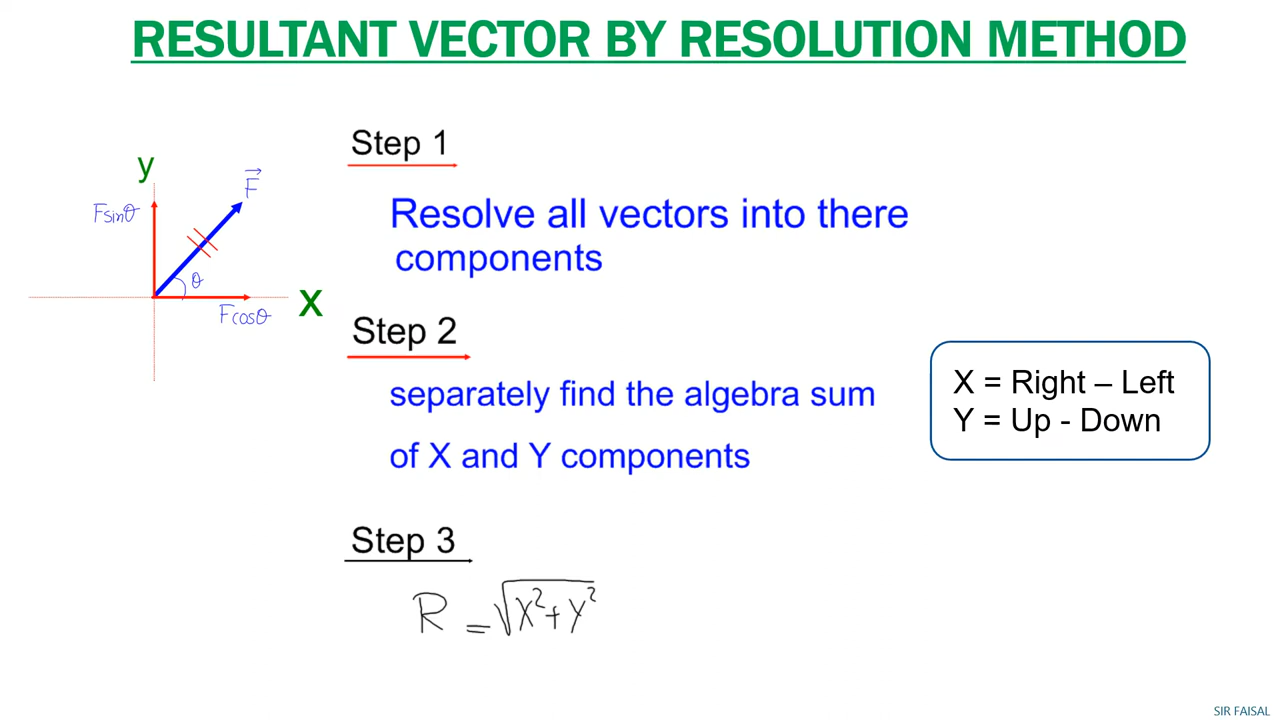 RESULTANT VECTOR BY RESOLUTION METHOD
y
F⃗
Fsinθ
θ
X
Fcosθ
Step 1
Resolve all vectors into there
components
Step 2
separately find the algebra sum
of X and Y components
X = Right – Left
Y = Up - Down
Step 3
R = √X²+Y²
SIR FAISAL